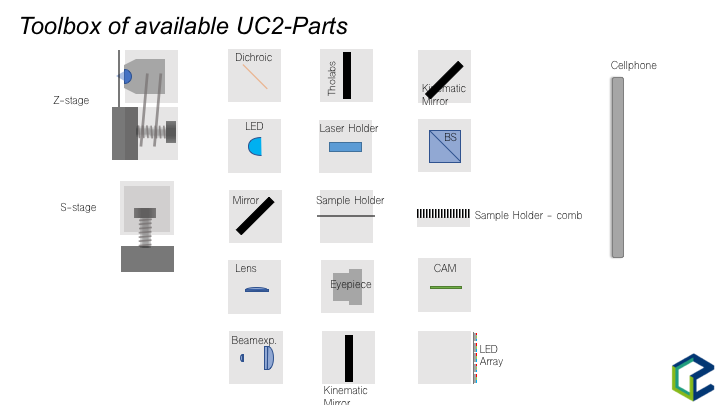 Toolbox of available UC2-Parts
Z-stage
Dichroic
Tholabs
Kinematic
Mirror
Cellphone
LED
Laser Holder
BS
S-stage
Mirror
Sample Holder
Sample Holder - comb
Lens
Eyepiece
CAM
Beamexp.
Kinematic
Mirror
LED
Array